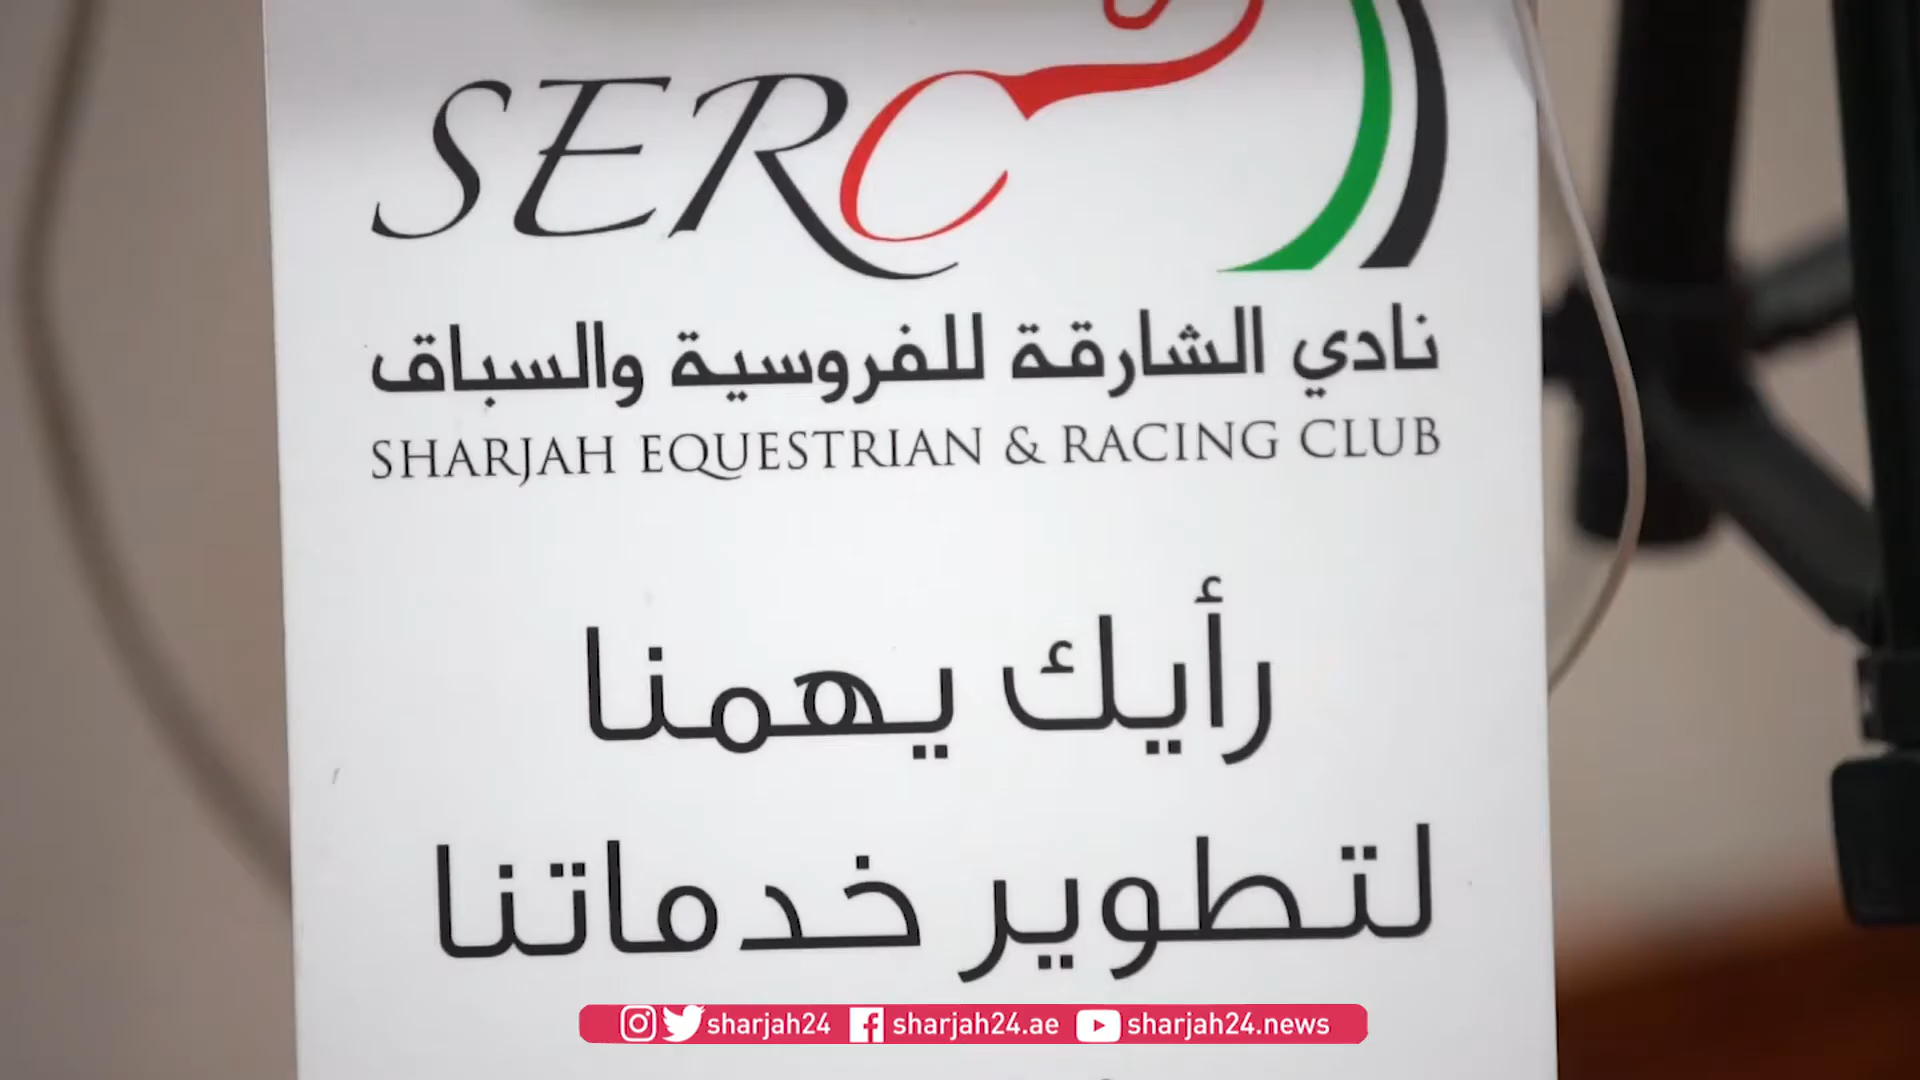 SERC
نادي الشارقة للفروسية والسباق
SHARJAH EQUESTRIAN & RACING CLUB
رأيك يهمنا
لتطوير خدماتنا
sharjah24 sharjah24.ae sharjah24.news